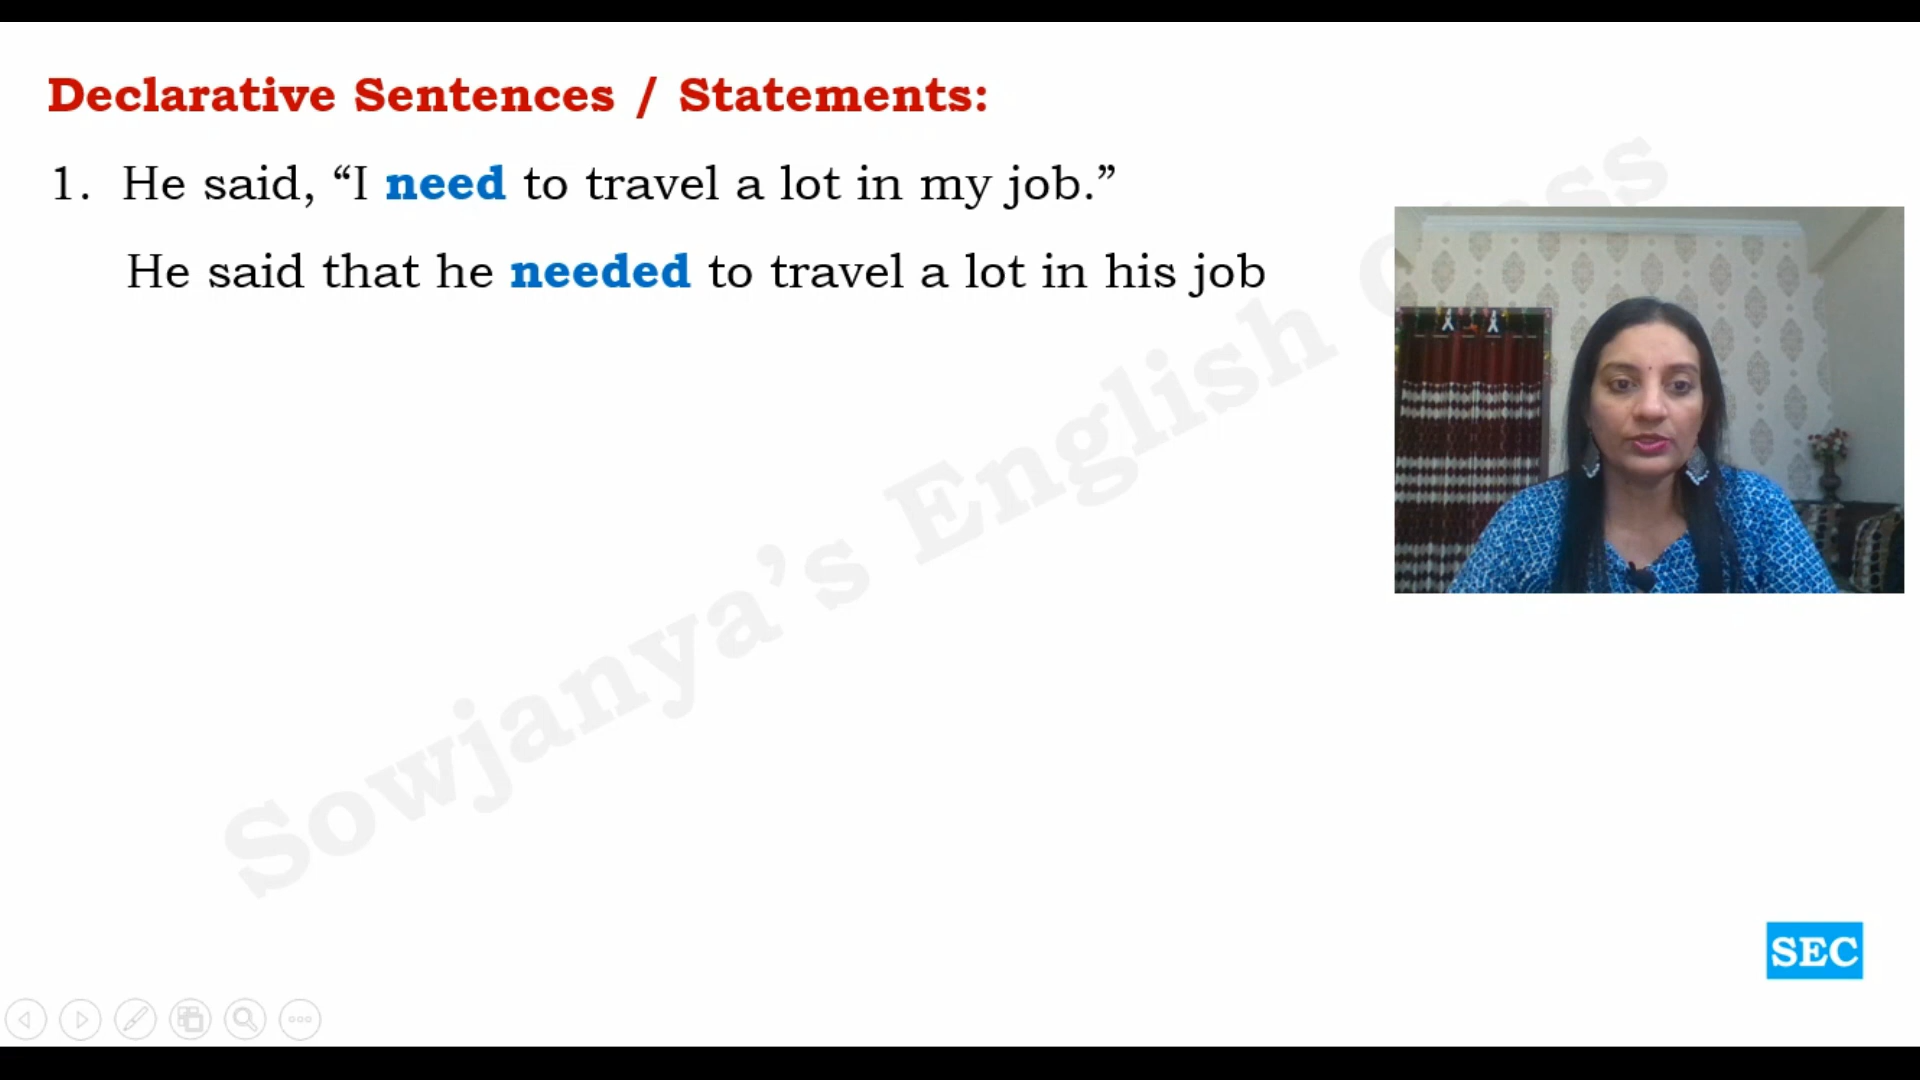 Declarative Sentences / Statements:
1. He said, “I need to travel a lot in my job.”
He said that he needed to travel a lot in his job
Sowjanya’s English Class
SEC